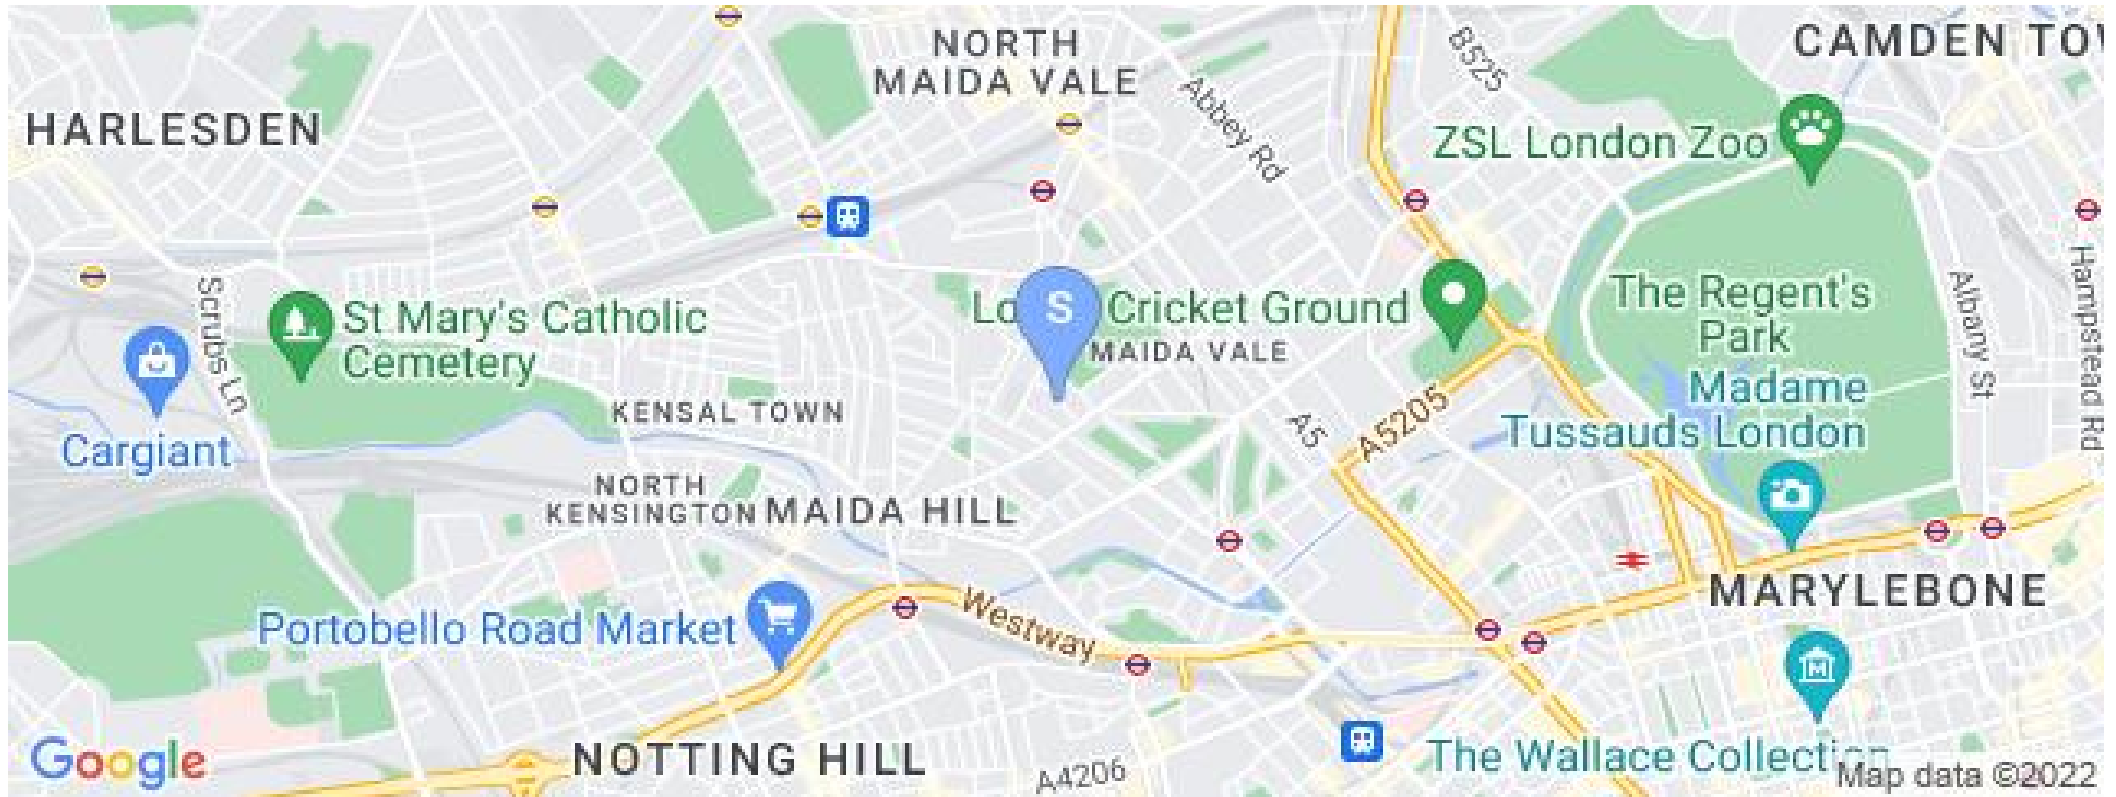 NORTH
MAIDA VALE
B525
CAMDEN TOW
HARLESDEN
Abbey Rd
ZSL London Zoo
Scrubs Ln
St Mary's Catholic
Cemetery
Lo
S
Cricket Ground
MAIDA VALE
The Regent's
Park
Albany St
Hampstead Rd
Cargiant
KENSAL TOWN
A5
A5205
Madame
Tussauds London
NORTH
KENSINGTON
MAIDA HILL
Portobello Road Market
Westway
MARYLEBONE
M
Google
NOTTING HILL
A4206
The Wallace Collection
Map data ©2022